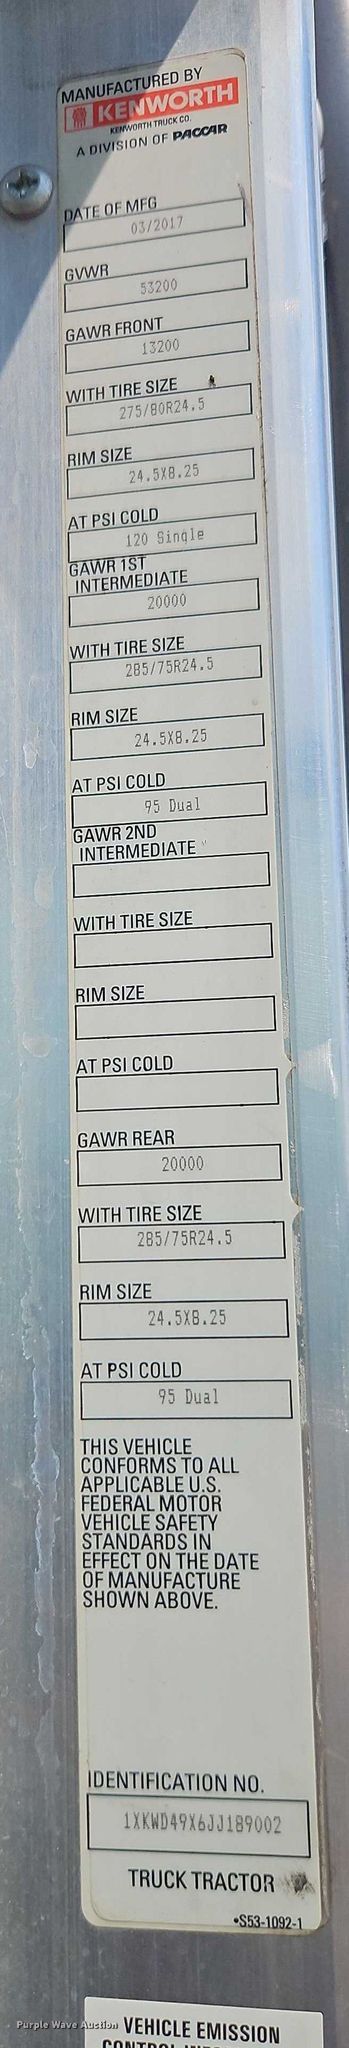 MANUFACTURED BY
KENWORTH
KENWORTH TRUCK CO.
A DIVISION OF PACCAR
DATE OF MFG
03/2017
GVWR
53200
GAWR FRONT
13200
WITH TIRE SIZE
275/80R24.5
RIM SIZE
24.5X8.25
AT PSI COLD
120 Single
GAWR 1ST
INTERMEDIATE
20000
WITH TIRE SIZE
285/75R24.5
RIM SIZE
24.5X8.25
AT PSI COLD
95 Dual
GAWR 2ND
INTERMEDIATE
WITH TIRE SIZE
RIM SIZE
AT PSI COLD
GAWR REAR
20000
WITH TIRE SIZE
285/75R24.5
RIM SIZE
24.5X8.25
AT PSI COLD
95 Dual
THIS VEHICLE
CONFORMS TO ALL
APPLICABLE U.S.
FEDERAL MOTOR
VEHICLE SAFETY
STANDARDS IN
EFFECT ON THE DATE
OF MANUFACTURE
SHOWN ABOVE.
IDENTIFICATION NO.
1XKWD49X6JJ189002
TRUCK TRACTOR
•S53-1092-1
Purple Wave Auction
VEHICLE EMISSION